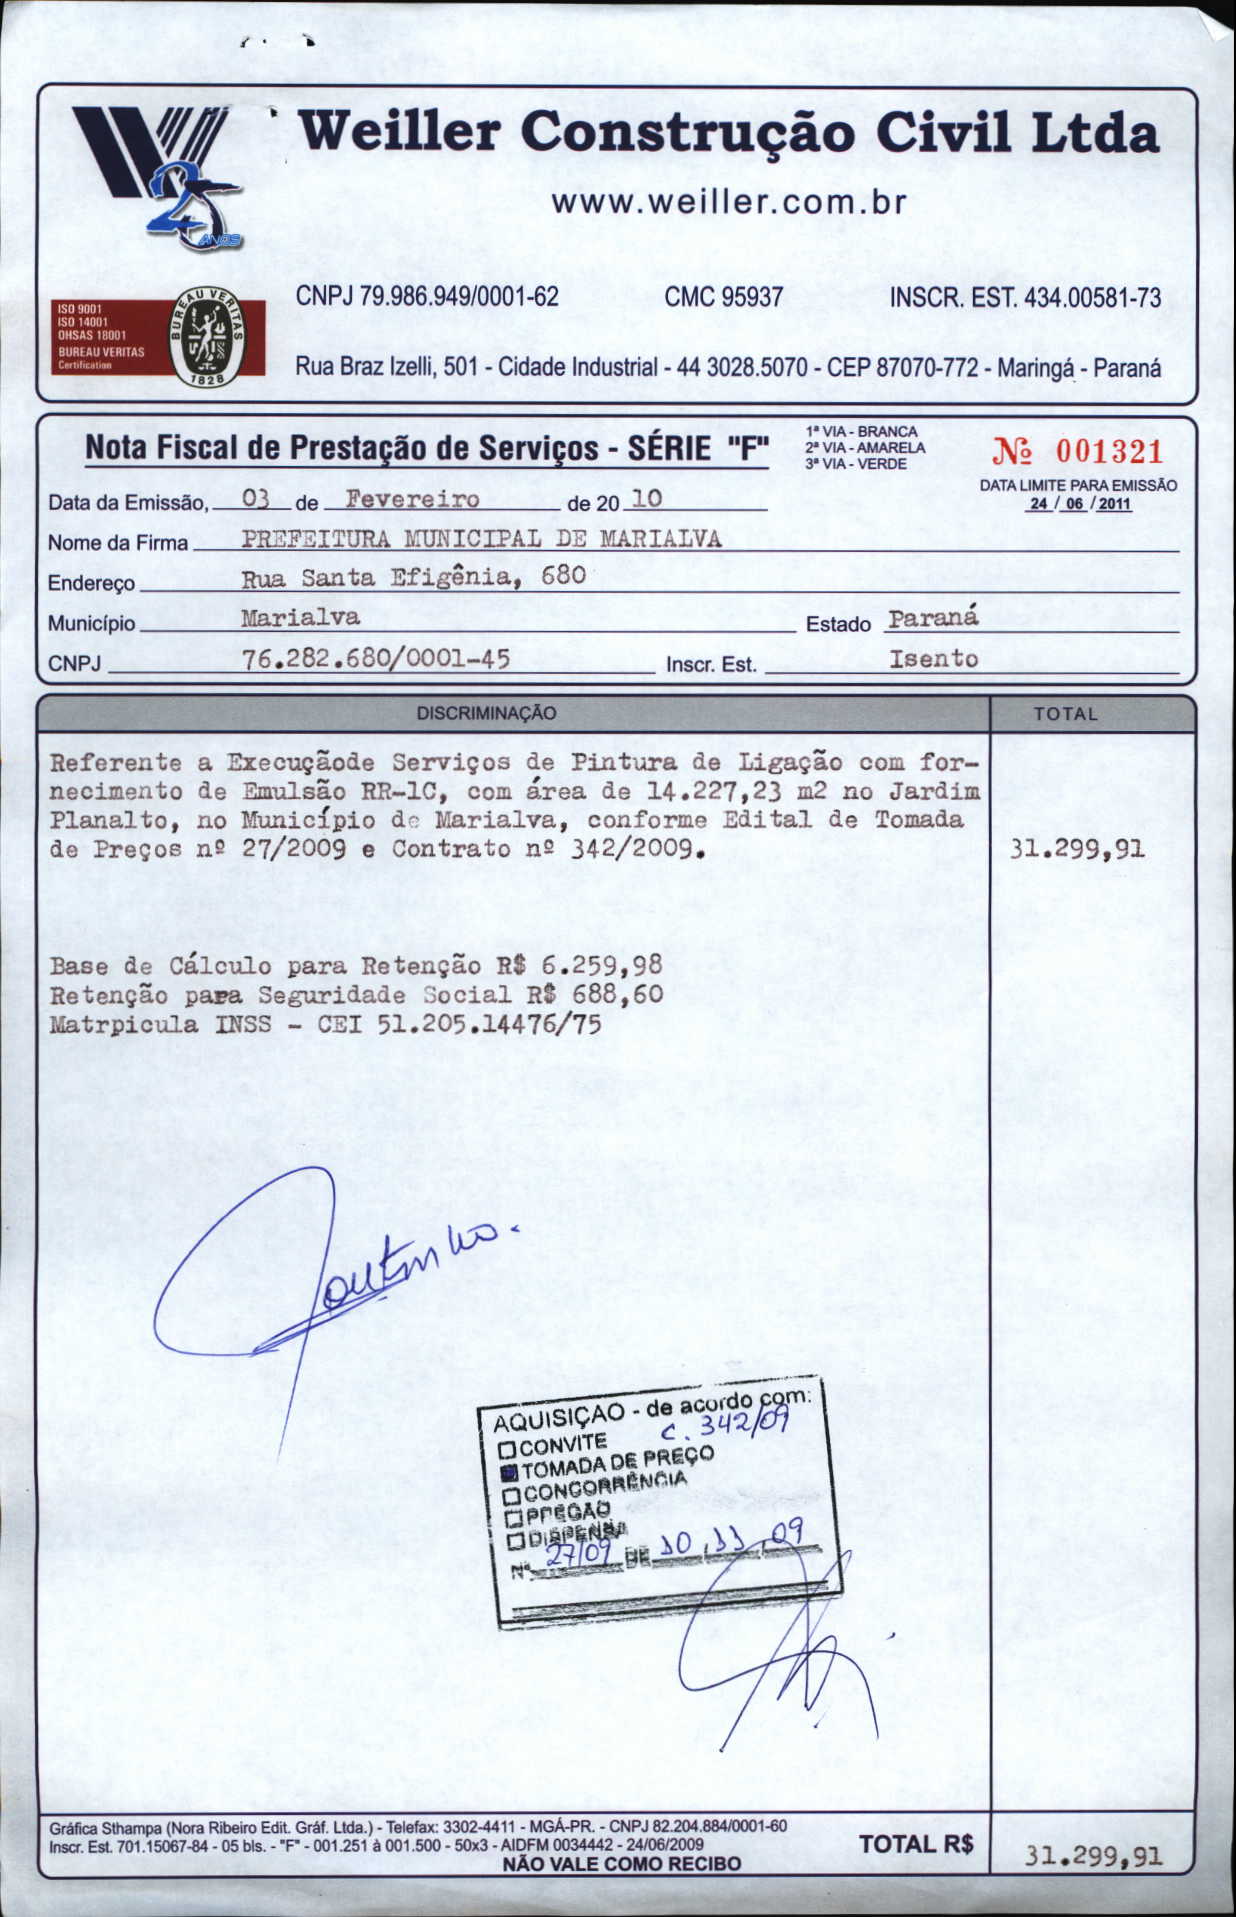 Weiller Construção Civil Ltda
25 ANOS
www.weiller.com.br
ISO 9001
ISO 14001
OHSAS 18001
BUREAU VERITAS
Certification
BUREAU VERITAS
1828
CNPJ 79.986.949/0001-62 CMC 95937 INSCR. EST. 434.00581-73
Rua Braz Izelli, 501 - Cidade Industrial - 44 3028.5070 - CEP 87070-772 - Maringá - Paraná
Nota Fiscal de Prestação de Serviços - SÉRIE "F"
1ª VIA - BRANCA
2ª VIA - AMARELA
3ª VIA - VERDE
Nº 001321
DATA LIMITE PARA EMISSÃO
24 / 06 / 2011
Data da Emissão, 03 de Fevereiro de 20 10
Nome da Firma PREFEITURA MUNICIPAL DE MARIALVA
Endereço Rua Santa Efigênia, 680
Município Marialva Estado Paraná
CNPJ 76.282.680/0001-45 Inscr. Est. Isento
DISCRIMINAÇÃO TOTAL
Referente a Execuçãode Serviços de Pintura de Ligação com for-
necimento de Emulsão RR-1C, com área de 14.227,23 m2 no Jardim
Planalto, no Município de Marialva, conforme Edital de Tomada
de Preços nº 27/2009 e Contrato nº 342/2009. 31.299,91
Base de Cálculo para Retenção R$ 6.259,98
Retenção para Seguridade Social R$ 688,60
Matrpicula INSS - CEI 51.205.14476/75
AQUISIÇAO - de acordo com:
C. 342/09
CONVITE
TOMADA DE PREÇO
CONCORRÊNCIA
PREGAO
DISPENSA
Nº 27/09 DE 10, 11, 09
Gráfica Sthampa (Nora Ribeiro Edit. Gráf. Ltda.) - Telefax: 3302-4411 - MGÁ-PR. - CNPJ 82.204.884/0001-60
Inscr. Est. 701.15067-84 - 05 bls. - "F" - 001.251 à 001.500 - 50x3 - AIDFM 0034442 - 24/06/2009
NÃO VALE COMO RECIBO
TOTAL R$ 31.299,91